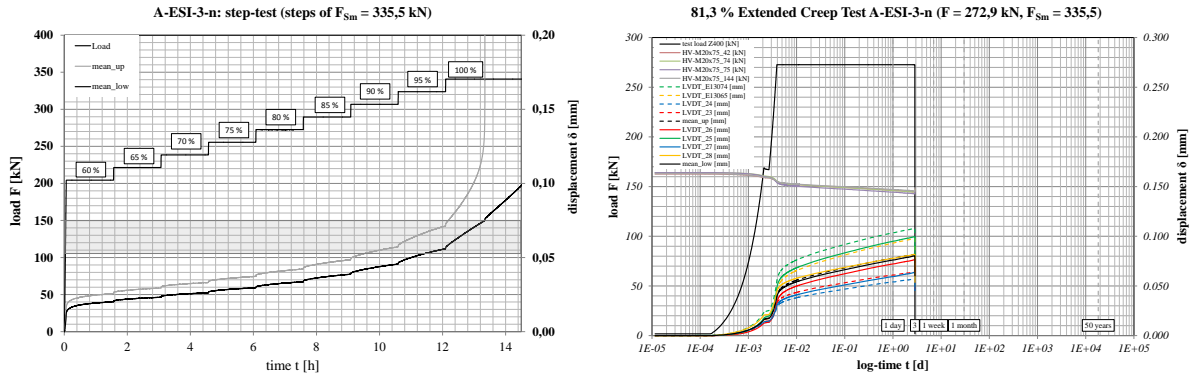 A-ESI-3-n: step-test (steps of FSm = 335,5 kN)
400
350
300
250
200
150
100
50
0
load F [kN]
0,20
0,15
0,10
0,05
0,00
displacement δ [mm]
Load
mean_up
mean_low
60 %
65 %
70 %
75 %
80 %
85 %
90 %
95 %
100 %
0 2 4 6 8 10 12 14
time t [h]
81,3 % Extended Creep Test A-ESI-3-n (F = 272,9 kN, FSm = 335,5)
300
250
200
150
100
50
0
load F [kN]
0.300
0.250
0.200
0.150
0.100
0.050
0.000
displacement δ [mm]
test load Z400 [kN]
HV-M20x75_42 [kN]
HV-M20x75_74 [kN]
HV-M20x75_75 [kN]
HV-M20x75_144 [kN]
LVDT_E13074 [mm]
LVDT_E13065 [mm]
LVDT_24 [mm]
LVDT_23 [mm]
mean_up [mm]
LVDT_26 [mm]
LVDT_25 [mm]
LVDT_27 [mm]
LVDT_28 [mm]
mean_low [mm]
1 day 3 1 week 1 month 50 years
1E-05 1E-04 1E-03 1E-02 1E-01 1E+00 1E+01 1E+02 1E+03 1E+04 1E+05
log-time t [d]